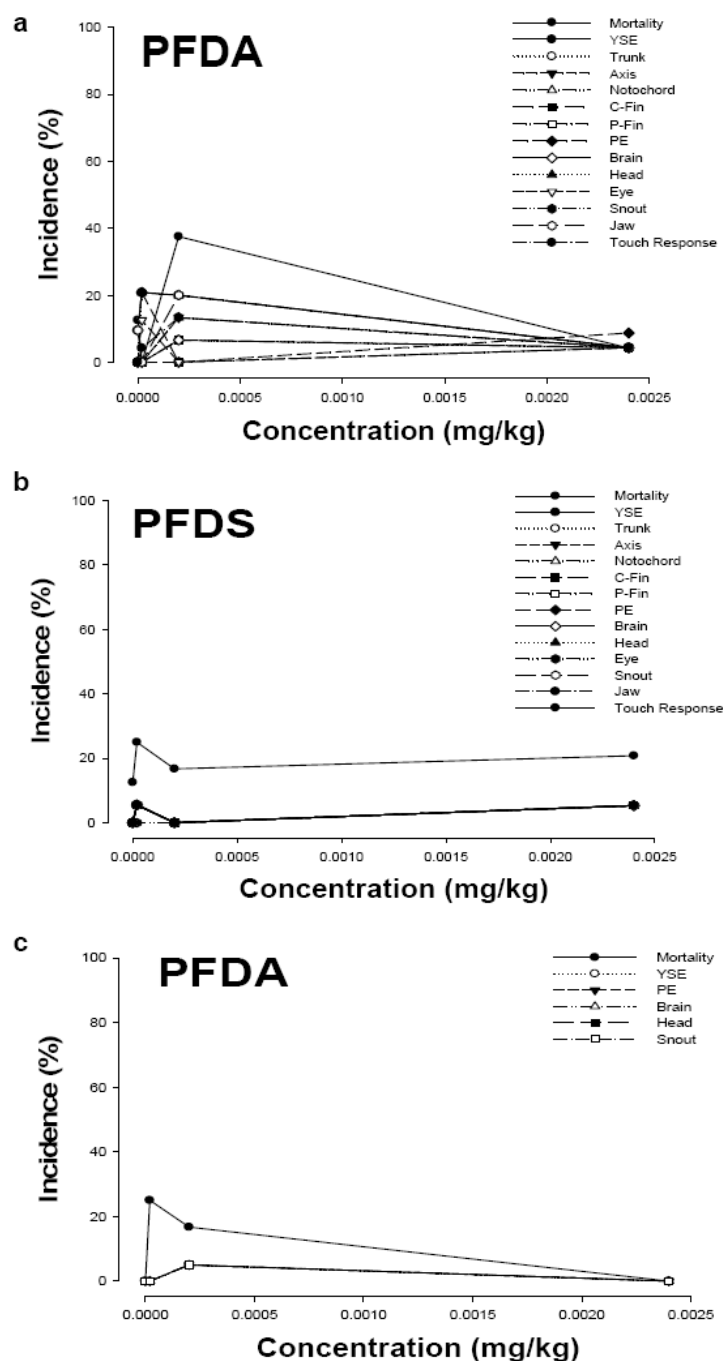 a
PFDA
Mortality
YSE
Trunk
Axis
Notochord
C-Fin
P-Fin
PE
Brain
Head
Eye
Snout
Jaw
Touch Response
Incidence (%)
100
80
60
40
20
0
0.0000 0.0005 0.0010 0.0015 0.0020 0.0025
Concentration (mg/kg)
b
PFDS
Mortality
YSE
Trunk
Axis
Notochord
C-Fin
P-Fin
PE
Brain
Head
Eye
Snout
Jaw
Touch Response
Incidence (%)
100
80
60
40
20
0
0.0000 0.0005 0.0010 0.0015 0.0020 0.0025
Concentration (mg/kg)
c
PFDA
Mortality
YSE
PE
Brain
Head
Snout
Incidence (%)
100
80
60
40
20
0
0.0000 0.0005 0.0010 0.0015 0.0020 0.0025
Concentration (mg/kg)